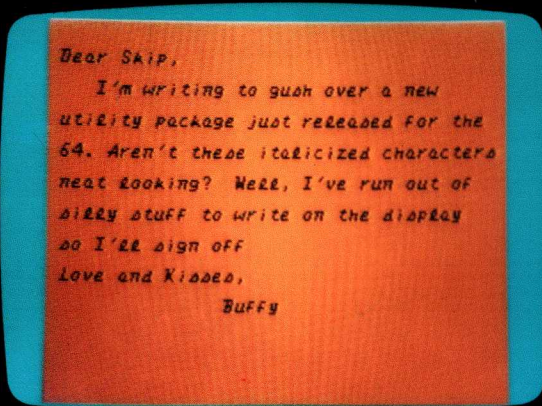 Dear Skip,
I'm writing to gush over a new
utility package just released for the
64. Aren't these italicized characters
neat looking? Well, I've run out of
silly stuff to write on the display
so I'll sign off
Love and Kisses,
Buffy